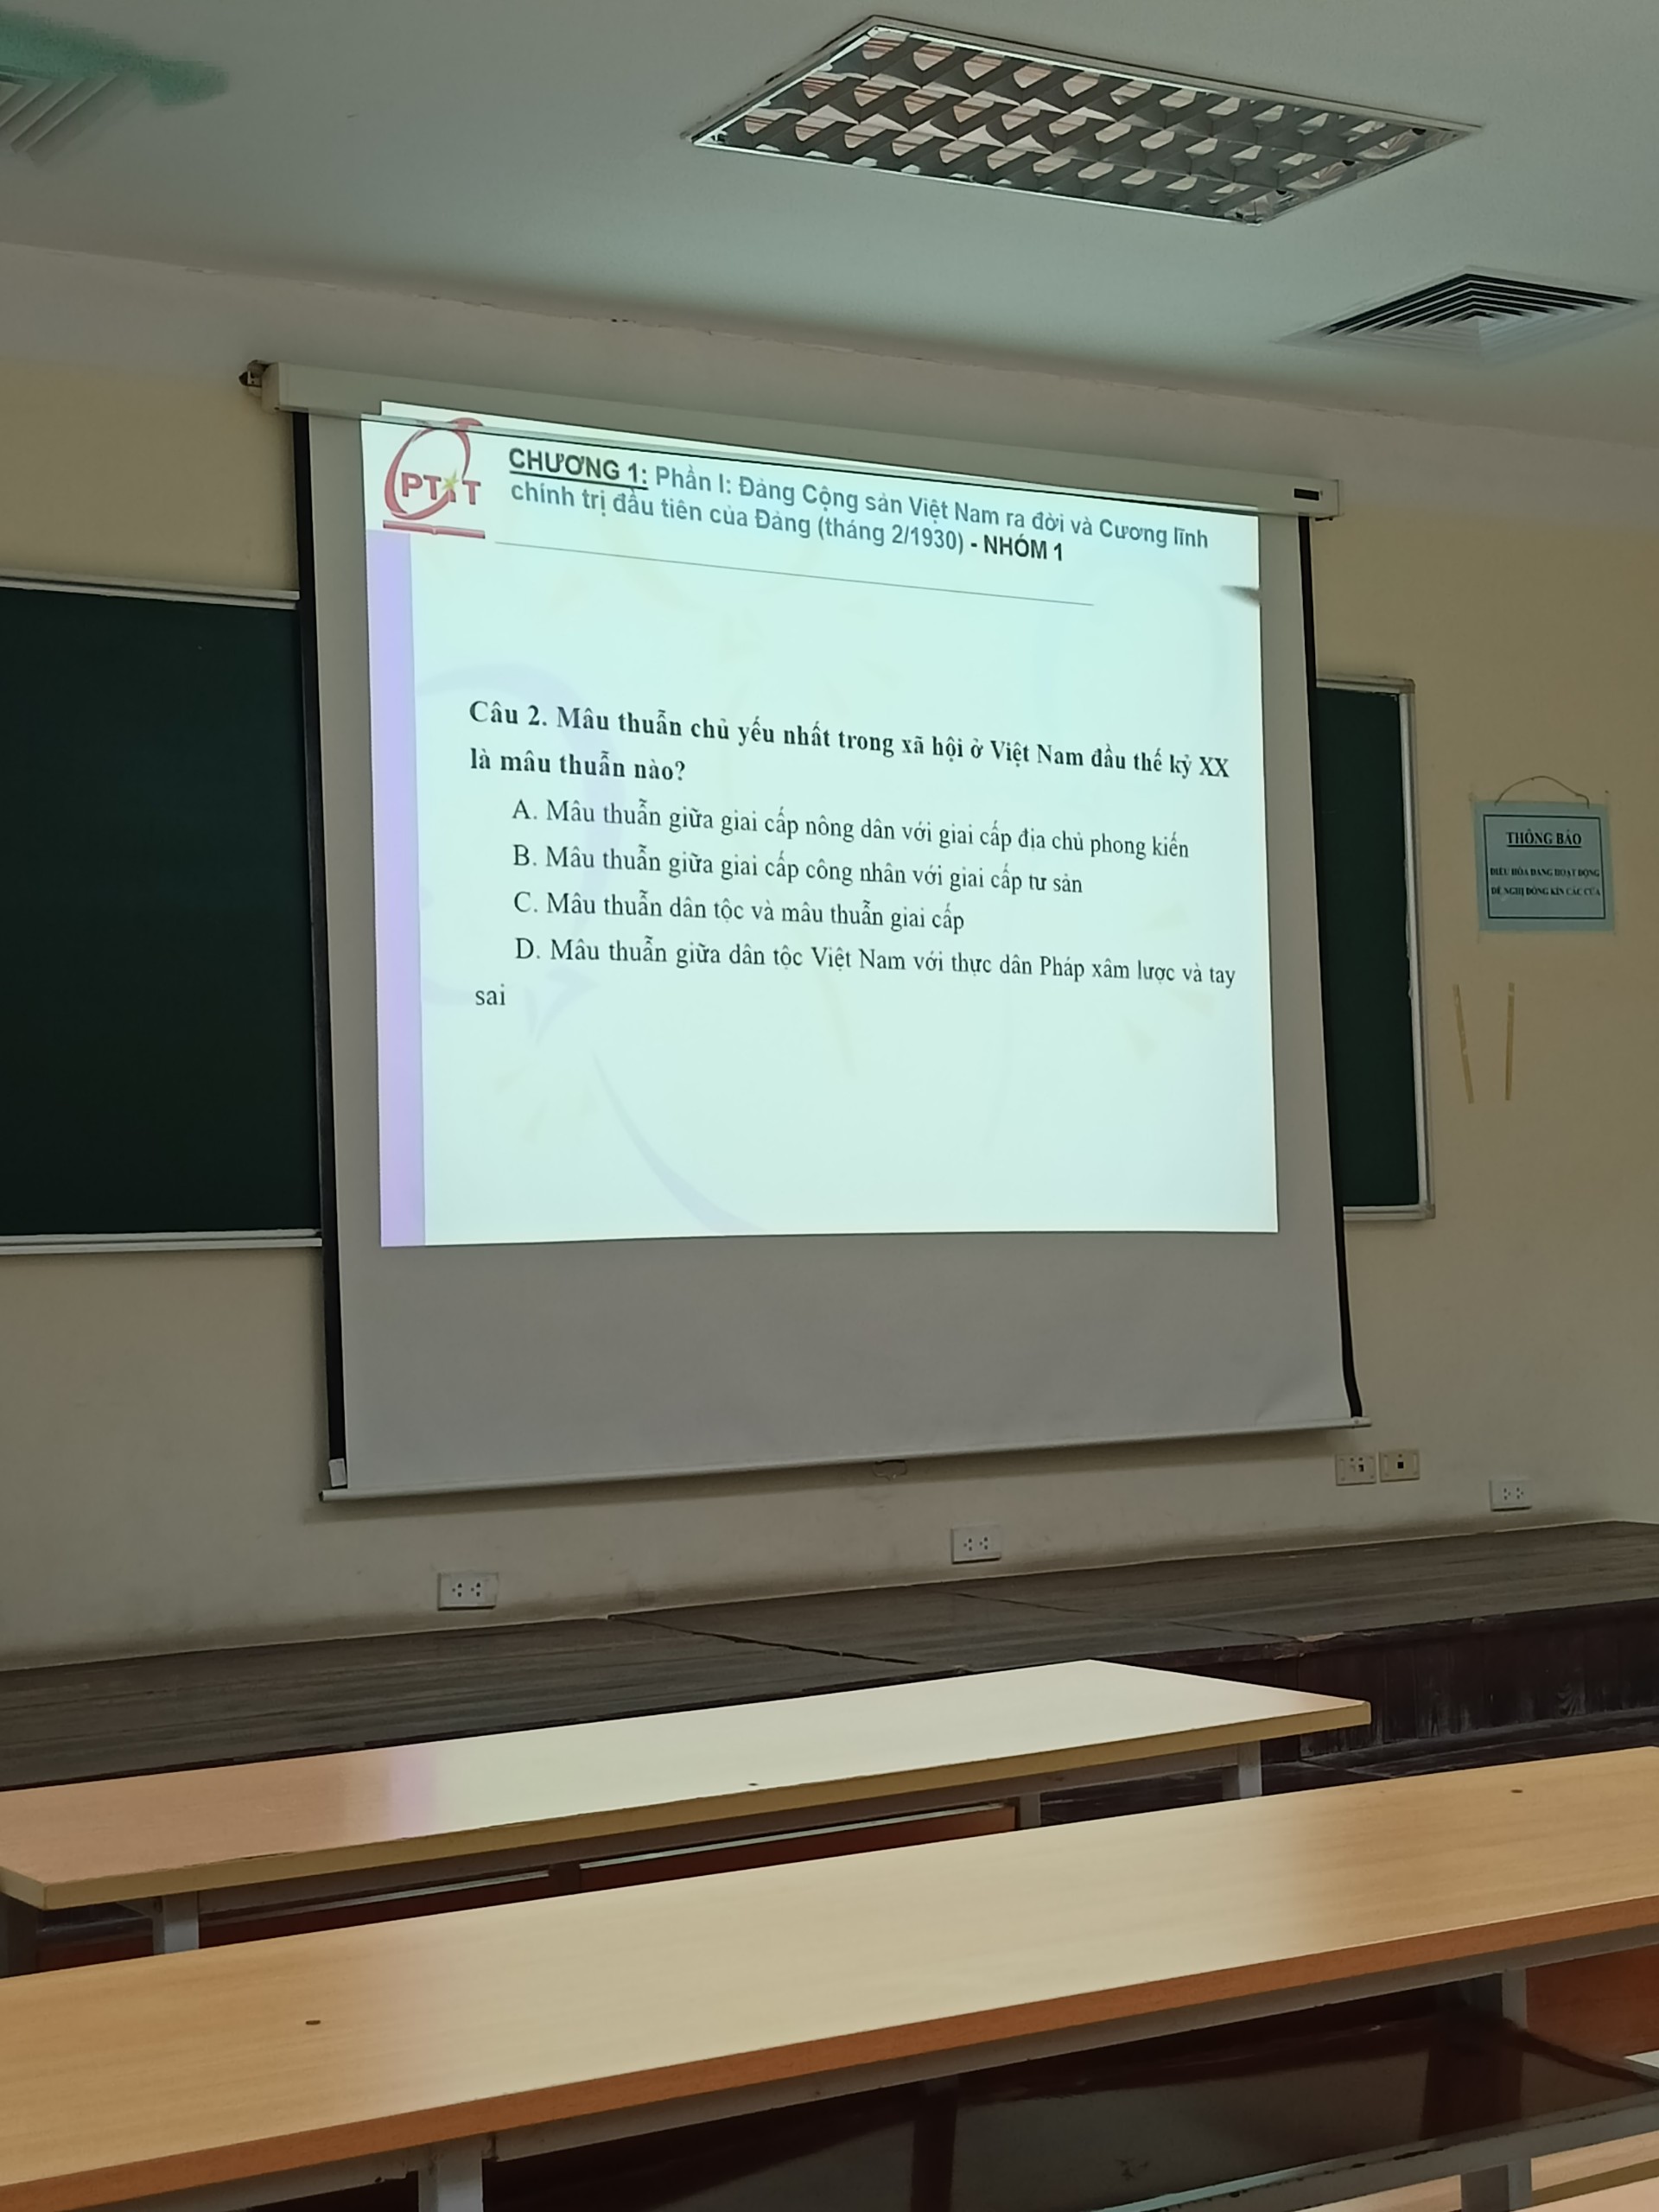 PTIT
CHƯƠNG 1: Phần I: Đảng Cộng sản Việt Nam ra đời và Cương lĩnh
chính trị đầu tiên của Đảng (tháng 2/1930) - NHÓM 1
Câu 2. Mâu thuẫn chủ yếu nhất trong xã hội ở Việt Nam đầu thế kỷ XX
là mâu thuẫn nào?
A. Mâu thuẫn giữa giai cấp nông dân với giai cấp địa chủ phong kiến
B. Mâu thuẫn giữa giai cấp công nhân với giai cấp tư sản
C. Mâu thuẫn dân tộc và mâu thuẫn giai cấp
D. Mâu thuẫn giữa dân tộc Việt Nam với thực dân Pháp xâm lược và tay
sai
THÔNG BÁO
ĐIỀU HÒA ĐANG HOẠT ĐỘNG
ĐỀ NGHỊ ĐÓNG KÍN CÁC CỬA